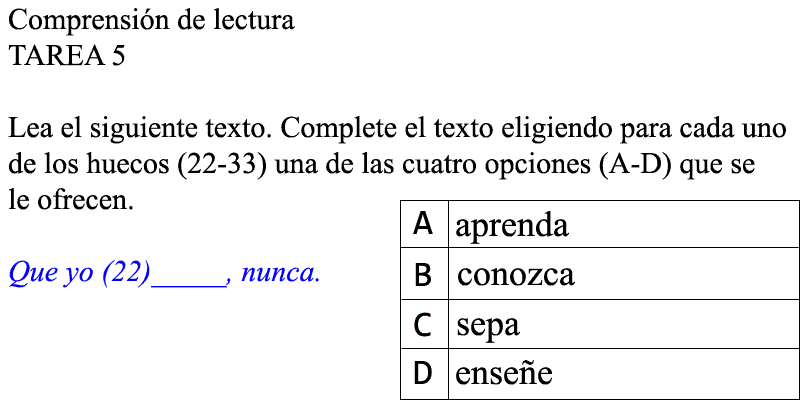 Comprensión de lectura
TAREA 5
Lea el siguiente texto. Complete el texto eligiendo para cada uno
de los huecos (22-33) una de las cuatro opciones (A-D) que se
le ofrecen.
Que yo (22)_____, nunca.
A aprenda
B conozca
C sepa
D enseñe